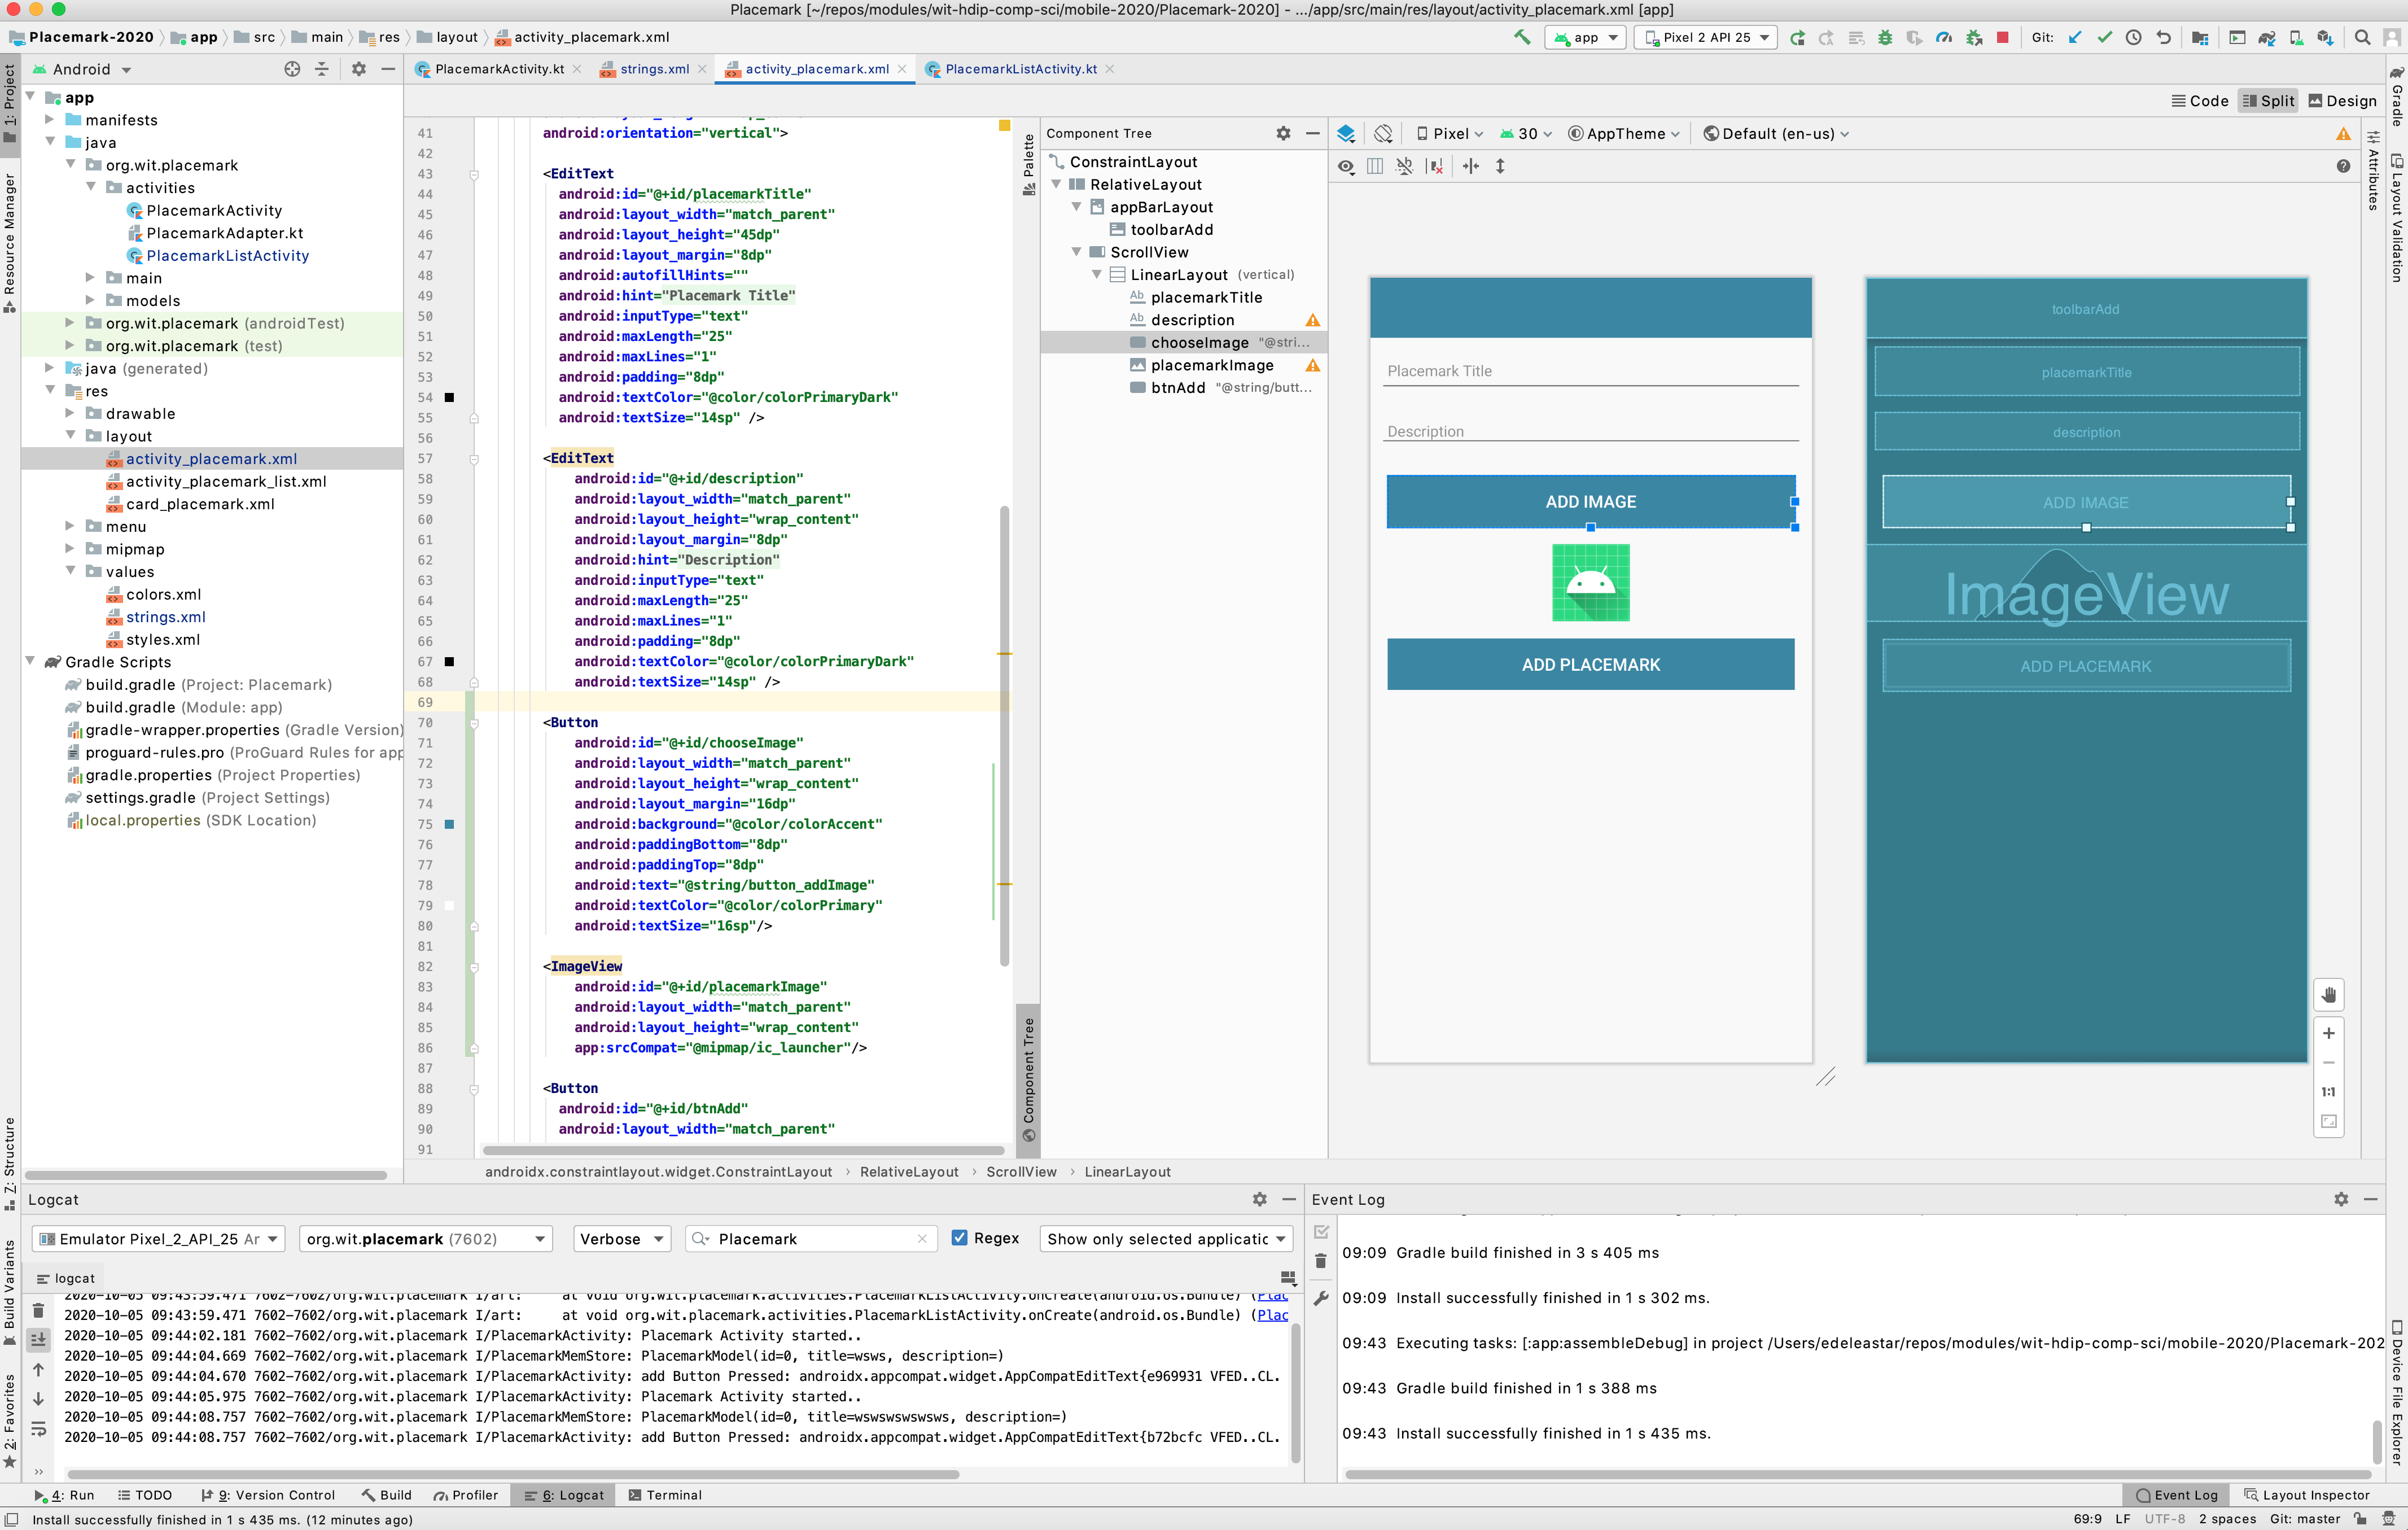 Placemark [~/repos/modules/wit-hdip-comp-sci/mobile-2020/Placemark-2020] - .../app/src/main/res/layout/activity_placemark.xml [app]
Placemark-2020 app src main res layout activity_placemark.xml
app Pixel 2 API 25 Git:
Android
PlacemarkActivity.kt strings.xml activity_placemark.xml PlacemarkListActivity.kt
Code Split Design
1: Project
Resource Manager
Z: Structure
Build Variants
2: Favorites
app
manifests
java
org.wit.placemark
activities
PlacemarkActivity
PlacemarkAdapter.kt
PlacemarkListActivity
main
models
org.wit.placemark (androidTest)
org.wit.placemark (test)
java (generated)
res
drawable
layout
activity_placemark.xml
activity_placemark_list.xml
card_placemark.xml
menu
mipmap
values
colors.xml
strings.xml
styles.xml
Gradle Scripts
build.gradle (Project: Placemark)
build.gradle (Module: app)
gradle-wrapper.properties (Gradle Version)
proguard-rules.pro (ProGuard Rules for app
gradle.properties (Project Properties)
settings.gradle (Project Settings)
local.properties (SDK Location)
41 android:orientation="vertical">
42
43 <EditText
44 android:id="@+id/placemarkTitle"
45 android:layout_width="match_parent"
46 android:layout_height="45dp"
47 android:layout_margin="8dp"
48 android:autofillHints=""
49 android:hint="Placemark Title"
50 android:inputType="text"
51 android:maxLength="25"
52 android:maxLines="1"
53 android:padding="8dp"
54 android:textColor="@color/colorPrimaryDark"
55 android:textSize="14sp" />
56
57 <EditText
58 android:id="@+id/description"
59 android:layout_width="match_parent"
60 android:layout_height="wrap_content"
61 android:layout_margin="8dp"
62 android:hint="Description"
63 android:inputType="text"
64 android:maxLength="25"
65 android:maxLines="1"
66 android:padding="8dp"
67 android:textColor="@color/colorPrimaryDark"
68 android:textSize="14sp" />
69
70 <Button
71 android:id="@+id/chooseImage"
72 android:layout_width="match_parent"
73 android:layout_height="wrap_content"
74 android:layout_margin="16dp"
75 android:background="@color/colorAccent"
76 android:paddingBottom="8dp"
77 android:paddingTop="8dp"
78 android:text="@string/button_addImage"
79 android:textColor="@color/colorPrimary"
80 android:textSize="16sp"/>
81
82 <ImageView
83 android:id="@+id/placemarkImage"
84 android:layout_width="match_parent"
85 android:layout_height="wrap_content"
86 app:srcCompat="@mipmap/ic_launcher"/>
87
88 <Button
89 android:id="@+id/btnAdd"
90 android:layout_width="match_parent"
91
androidx.constraintlayout.widget.ConstraintLayout › RelativeLayout › ScrollView › LinearLayout
Palette
Component Tree
Component Tree
ConstraintLayout
RelativeLayout
appBarLayout
toolbarAdd
ScrollView
LinearLayout (vertical)
Ab placemarkTitle
Ab description
chooseImage "@stri...
placemarkImage
btnAdd "@string/butt...
Pixel 30 AppTheme Default (en-us)
Placemark Title
Description
ADD IMAGE
ADD PLACEMARK
toolbarAdd
placemarkTitle
description
ADD IMAGE
ImageView
ADD PLACEMARK
1:1
Gradle
Attributes
Layout Validation
Device File Explorer
Logcat
Emulator Pixel_2_API_25 Ar org.wit.placemark (7602) Verbose Placemark Regex Show only selected applicatic
logcat
2020-10-05 09:43:59.471 7602-7602/org.wit.placemark I/art: at void org.wit.placemark.activities.PlacemarkListActivity.onCreate(android.os.Bundle) (Plac
2020-10-05 09:43:59.471 7602-7602/org.wit.placemark I/art: at void org.wit.placemark.activities.PlacemarkListActivity.onCreate(android.os.Bundle) (Plac
2020-10-05 09:44:02.181 7602-7602/org.wit.placemark I/PlacemarkActivity: Placemark Activity started..
2020-10-05 09:44:04.669 7602-7602/org.wit.placemark I/PlacemarkMemStore: PlacemarkModel(id=0, title=wsws, description=)
2020-10-05 09:44:04.670 7602-7602/org.wit.placemark I/PlacemarkActivity: add Button Pressed: androidx.appcompat.widget.AppCompatEditText{e969931 VFED..CL.
2020-10-05 09:44:05.975 7602-7602/org.wit.placemark I/PlacemarkActivity: Placemark Activity started..
2020-10-05 09:44:08.757 7602-7602/org.wit.placemark I/PlacemarkMemStore: PlacemarkModel(id=0, title=wswswswswsws, description=)
2020-10-05 09:44:08.757 7602-7602/org.wit.placemark I/PlacemarkActivity: add Button Pressed: androidx.appcompat.widget.AppCompatEditText{b72bcfc VFED..CL.
Event Log
09:09 Gradle build finished in 3 s 405 ms
09:09 Install successfully finished in 1 s 302 ms.
09:43 Executing tasks: [:app:assembleDebug] in project /Users/edeleastar/repos/modules/wit-hdip-comp-sci/mobile-2020/Placemark-202
09:43 Gradle build finished in 1 s 388 ms
09:43 Install successfully finished in 1 s 435 ms.
4: Run TODO 9: Version Control Build Profiler 6: Logcat Terminal Event Log Layout Inspector
Install successfully finished in 1 s 435 ms. (12 minutes ago) 69:9 LF UTF-8 2 spaces Git: master